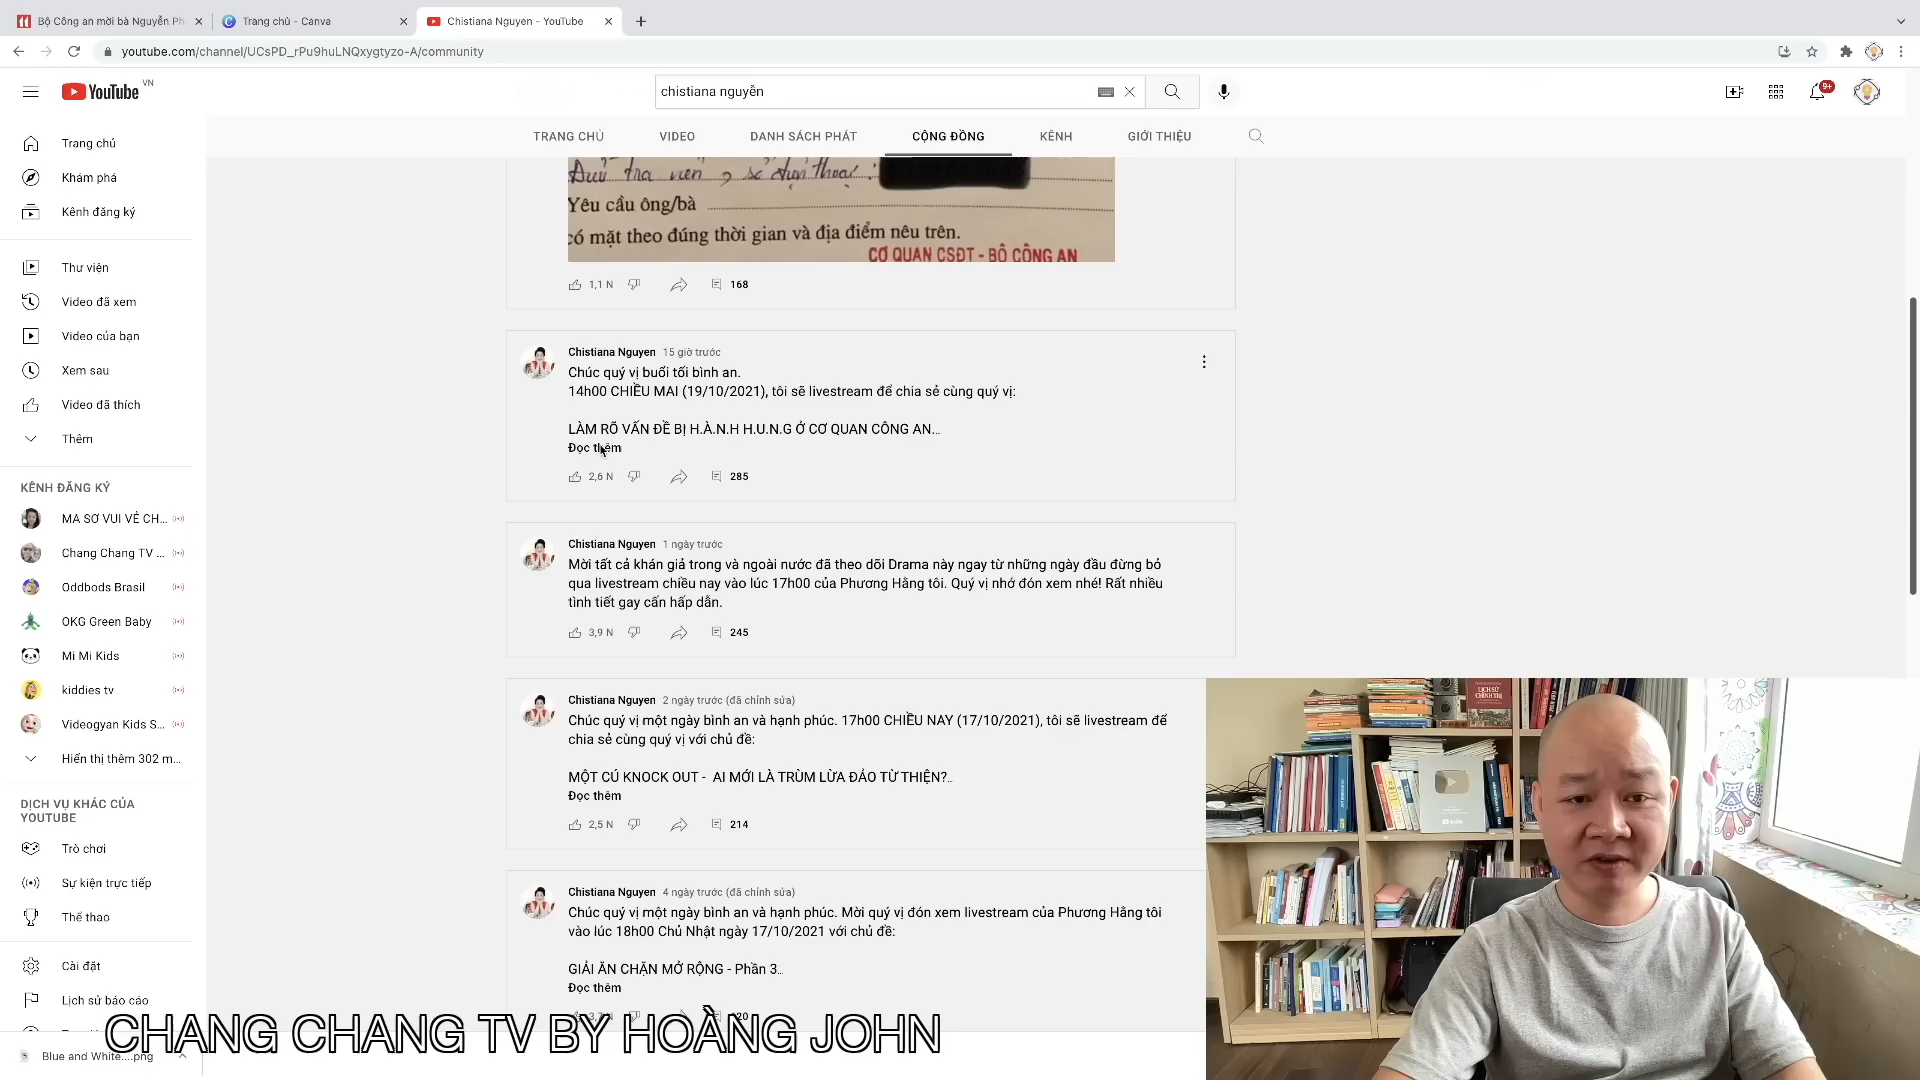 Bộ Công an mời bà Nguyễn Ph
Trang chủ - Canva
Chistiana Nguyen - YouTube
youtube.com/channel/UCsPD_rPu9huLNQxygtyzo-A/community
YouTube VN
chistiana nguyễn
9+
TRANG CHỦ
VIDEO
DANH SÁCH PHÁT
CỘNG ĐỒNG
KÊNH
GIỚI THIỆU
Trang chủ
Khám phá
Kênh đăng ký
Thư viện
Video đã xem
Video của bạn
Xem sau
Video đã thích
Thêm
KÊNH ĐĂNG KÝ
MA SƠ VUI VẺ CH...
Chang Chang TV ...
Oddbods Brasil
OKG Green Baby
Mi Mi Kids
kiddies tv
Videogyan Kids S...
Hiển thị thêm 302 m...
DỊCH VỤ KHÁC CỦA
YOUTUBE
Trò chơi
Sự kiện trực tiếp
Thể thao
Cài đặt
Lịch sử báo cáo
Điều tra viên, số điện thoại:
Yêu cầu ông/bà
có mặt theo đúng thời gian và địa điểm nêu trên.
CƠ QUAN CSĐT - BỘ CÔNG AN
1,1 N 168
Chistiana Nguyen 15 giờ trước
Chúc quý vị buổi tối bình an.
14h00 CHIỀU MAI (19/10/2021), tôi sẽ livestream để chia sẻ cùng quý vị:
LÀM RÕ VẤN ĐỀ BỊ H.À.N.H H.U.N.G Ở CƠ QUAN CÔNG AN...
Đọc thêm
2,6 N 285
Chistiana Nguyen 1 ngày trước
Mời tất cả khán giả trong và ngoài nước đã theo dõi Drama này ngay từ những ngày đầu đừng bỏ
qua livestream chiều nay vào lúc 17h00 của Phương Hằng tôi. Quý vị nhớ đón xem nhé! Rất nhiều
tình tiết gay cấn hấp dẫn.
3,9 N 245
Chistiana Nguyen 2 ngày trước (đã chỉnh sửa)
Chúc quý vị một ngày bình an và hạnh phúc. 17h00 CHIỀU NAY (17/10/2021), tôi sẽ livestream để
chia sẻ cùng quý vị với chủ đề:
MỘT CÚ KNOCK OUT - AI MỚI LÀ TRÙM LỪA ĐẢO TỪ THIỆN?...
Đọc thêm
2,5 N 214
Chistiana Nguyen 4 ngày trước (đã chỉnh sửa)
Chúc quý vị một ngày bình an và hạnh phúc. Mời quý vị đón xem livestream của Phương Hằng tôi
vào lúc 18h00 Chủ Nhật ngày 17/10/2021 với chủ đề:
GIẢI ĂN CHẶN MỞ RỘNG - Phần 3...
Đọc thêm
CHANG CHANG TV BY HOÀNG JOHN
Blue and White....png
LỊCH SỬ
CHÍNH TRỊ